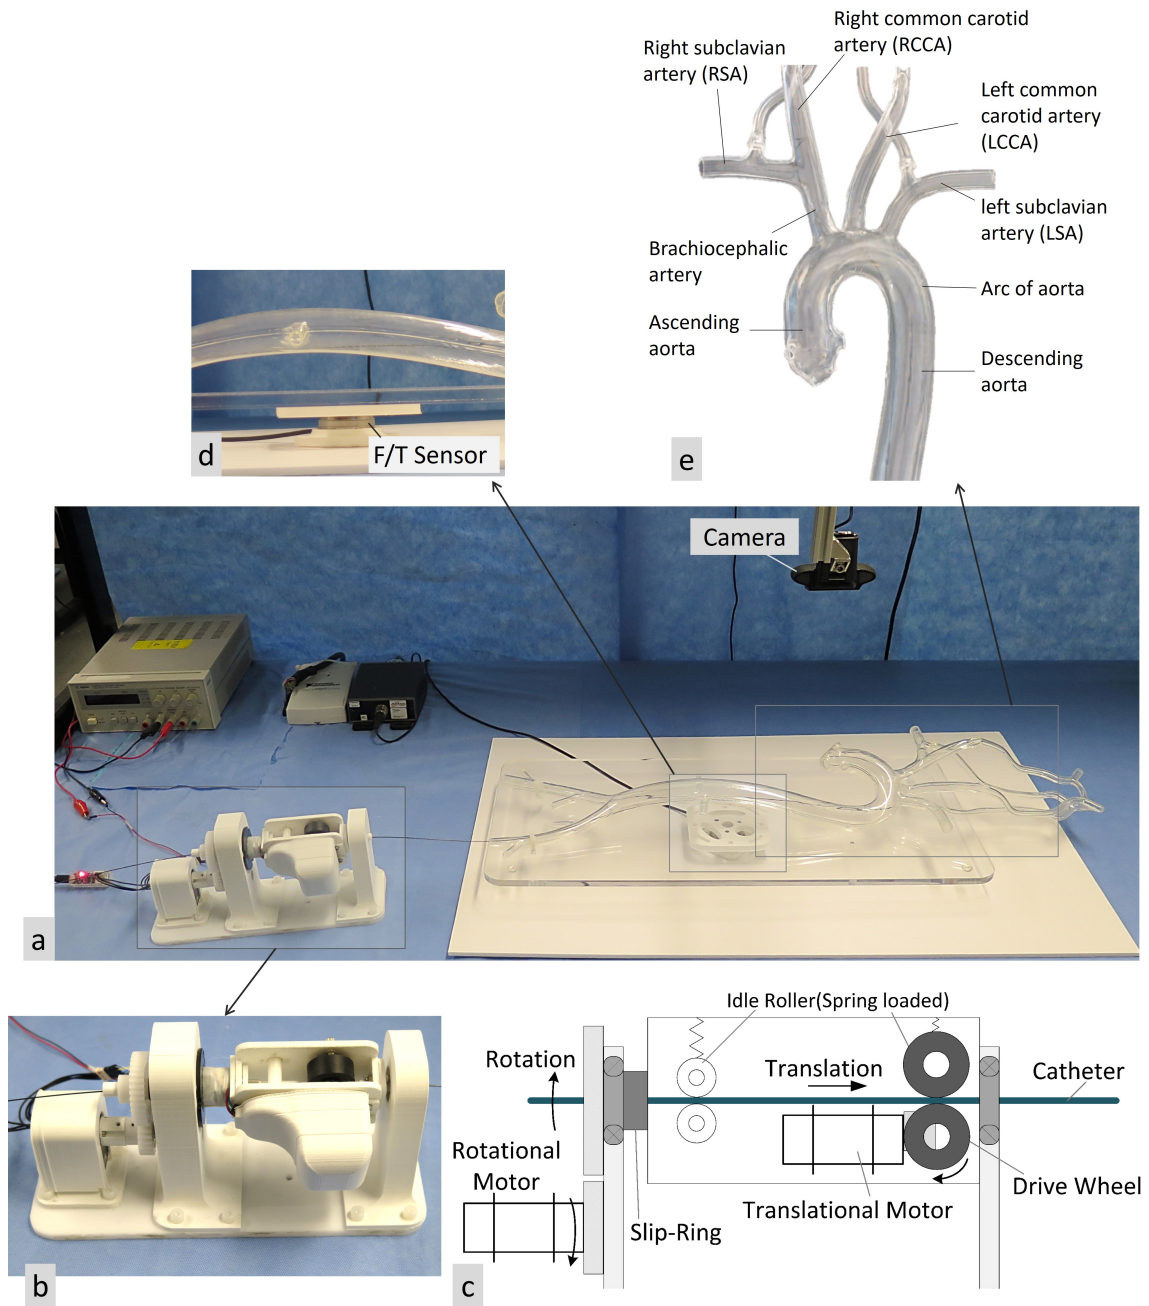 Right common carotid
artery (RCCA)
Right subclavian
artery (RSA)
Left common
carotid artery
(LCCA)
left subclavian
artery (LSA)
Brachiocephalic
artery
Arc of aorta
Ascending
aorta
Descending
aorta
d
F/T Sensor
e
Camera
a
b
Idle Roller(Spring loaded)
Rotation
Translation
Catheter
Rotational
Motor
Drive Wheel
Translational Motor
Slip-Ring
c